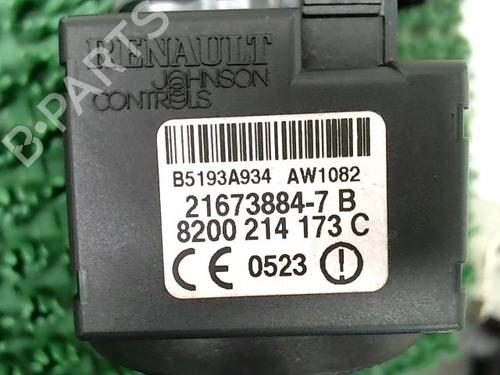 RENAULT
JOHNSON
CONTROLS
B5193A934 AW1082
21673884-7 B
8200 214 173 C
CE 0523 !
B-PARTS